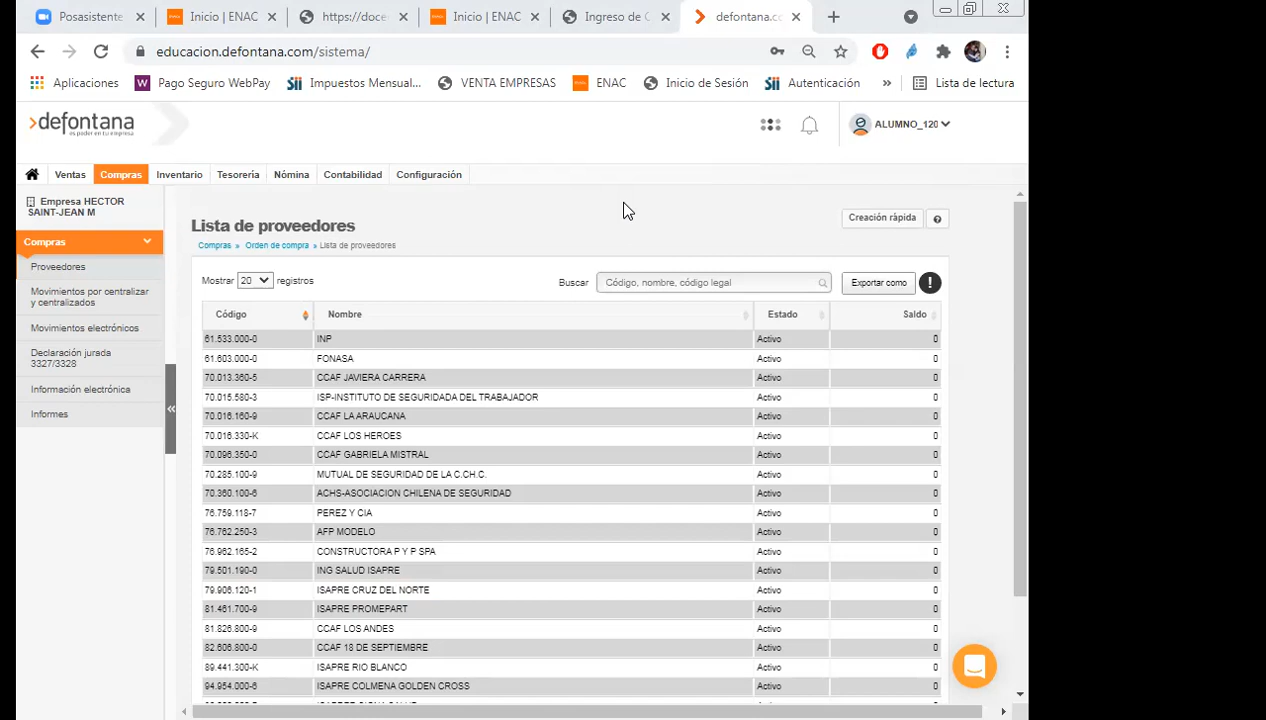 Posasistente
Inicio | ENAC
https://doce
Inicio | ENAC
Ingreso de C
defontana.co
educacion.defontana.com/sistema/
Aplicaciones
Pago Seguro WebPay
Impuestos Mensual...
VENTA EMPRESAS
ENAC
Inicio de Sesión
Autenticación
»
Lista de lectura
defontana
es poder en tu empresa
ALUMNO_120
Ventas
Compras
Inventario
Tesorería
Nómina
Contabilidad
Configuración
Empresa HECTOR
SAINT-JEAN M
Compras
Proveedores
Movimientos por centralizar
y centralizados
Movimientos electrónicos
Declaración jurada
3327/3328
Información electrónica
Informes
«
Lista de proveedores
Creación rápida
Compras » Orden de compra » Lista de proveedores
Mostrar 20 registros
Buscar Código, nombre, código legal
Exportar como
Código Nombre Estado Saldo
61.533.000-0 INP Activo 0
61.603.000-0 FONASA Activo 0
70.013.360-5 CCAF JAVIERA CARRERA Activo 0
70.015.580-3 ISP-INSTITUTO DE SEGURIDADA DEL TRABAJADOR Activo 0
70.016.160-9 CCAF LA ARAUCANA Activo 0
70.016.330-K CCAF LOS HEROES Activo 0
70.096.350-0 CCAF GABRIELA MISTRAL Activo 0
70.285.100-9 MUTUAL DE SEGURIDAD DE LA C.CH.C. Activo 0
70.360.100-6 ACHS-ASOCIACION CHILENA DE SEGURIDAD Activo 0
76.759.118-7 PEREZ Y CIA Activo 0
76.762.250-3 AFP MODELO Activo 0
76.962.165-2 CONSTRUCTORA P Y P SPA Activo 0
79.501.190-0 ING SALUD ISAPRE Activo 0
79.906.120-1 ISAPRE CRUZ DEL NORTE Activo 0
81.461.700-9 ISAPRE PROMEPART Activo 0
81.826.800-9 CCAF LOS ANDES Activo 0
82.606.800-0 CCAF 18 DE SEPTIEMBRE Activo 0
89.441.300-K ISAPRE RIO BLANCO Activo 0
94.954.000-6 ISAPRE COLMENA GOLDEN CROSS Activo 0